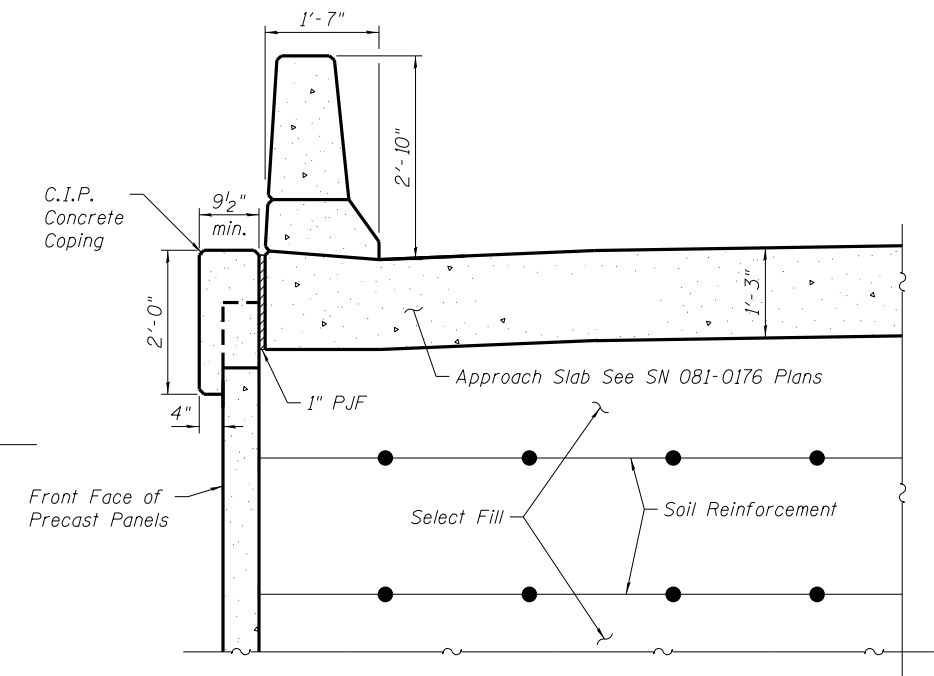 1'-7"
2'-10"
C.I.P.
Concrete
Coping
9½"
min.
2'-0"
1'-3"
4"
1" PJF
Approach Slab See SN 081-0176 Plans
Front Face of
Precast Panels
Select Fill
Soil Reinforcement